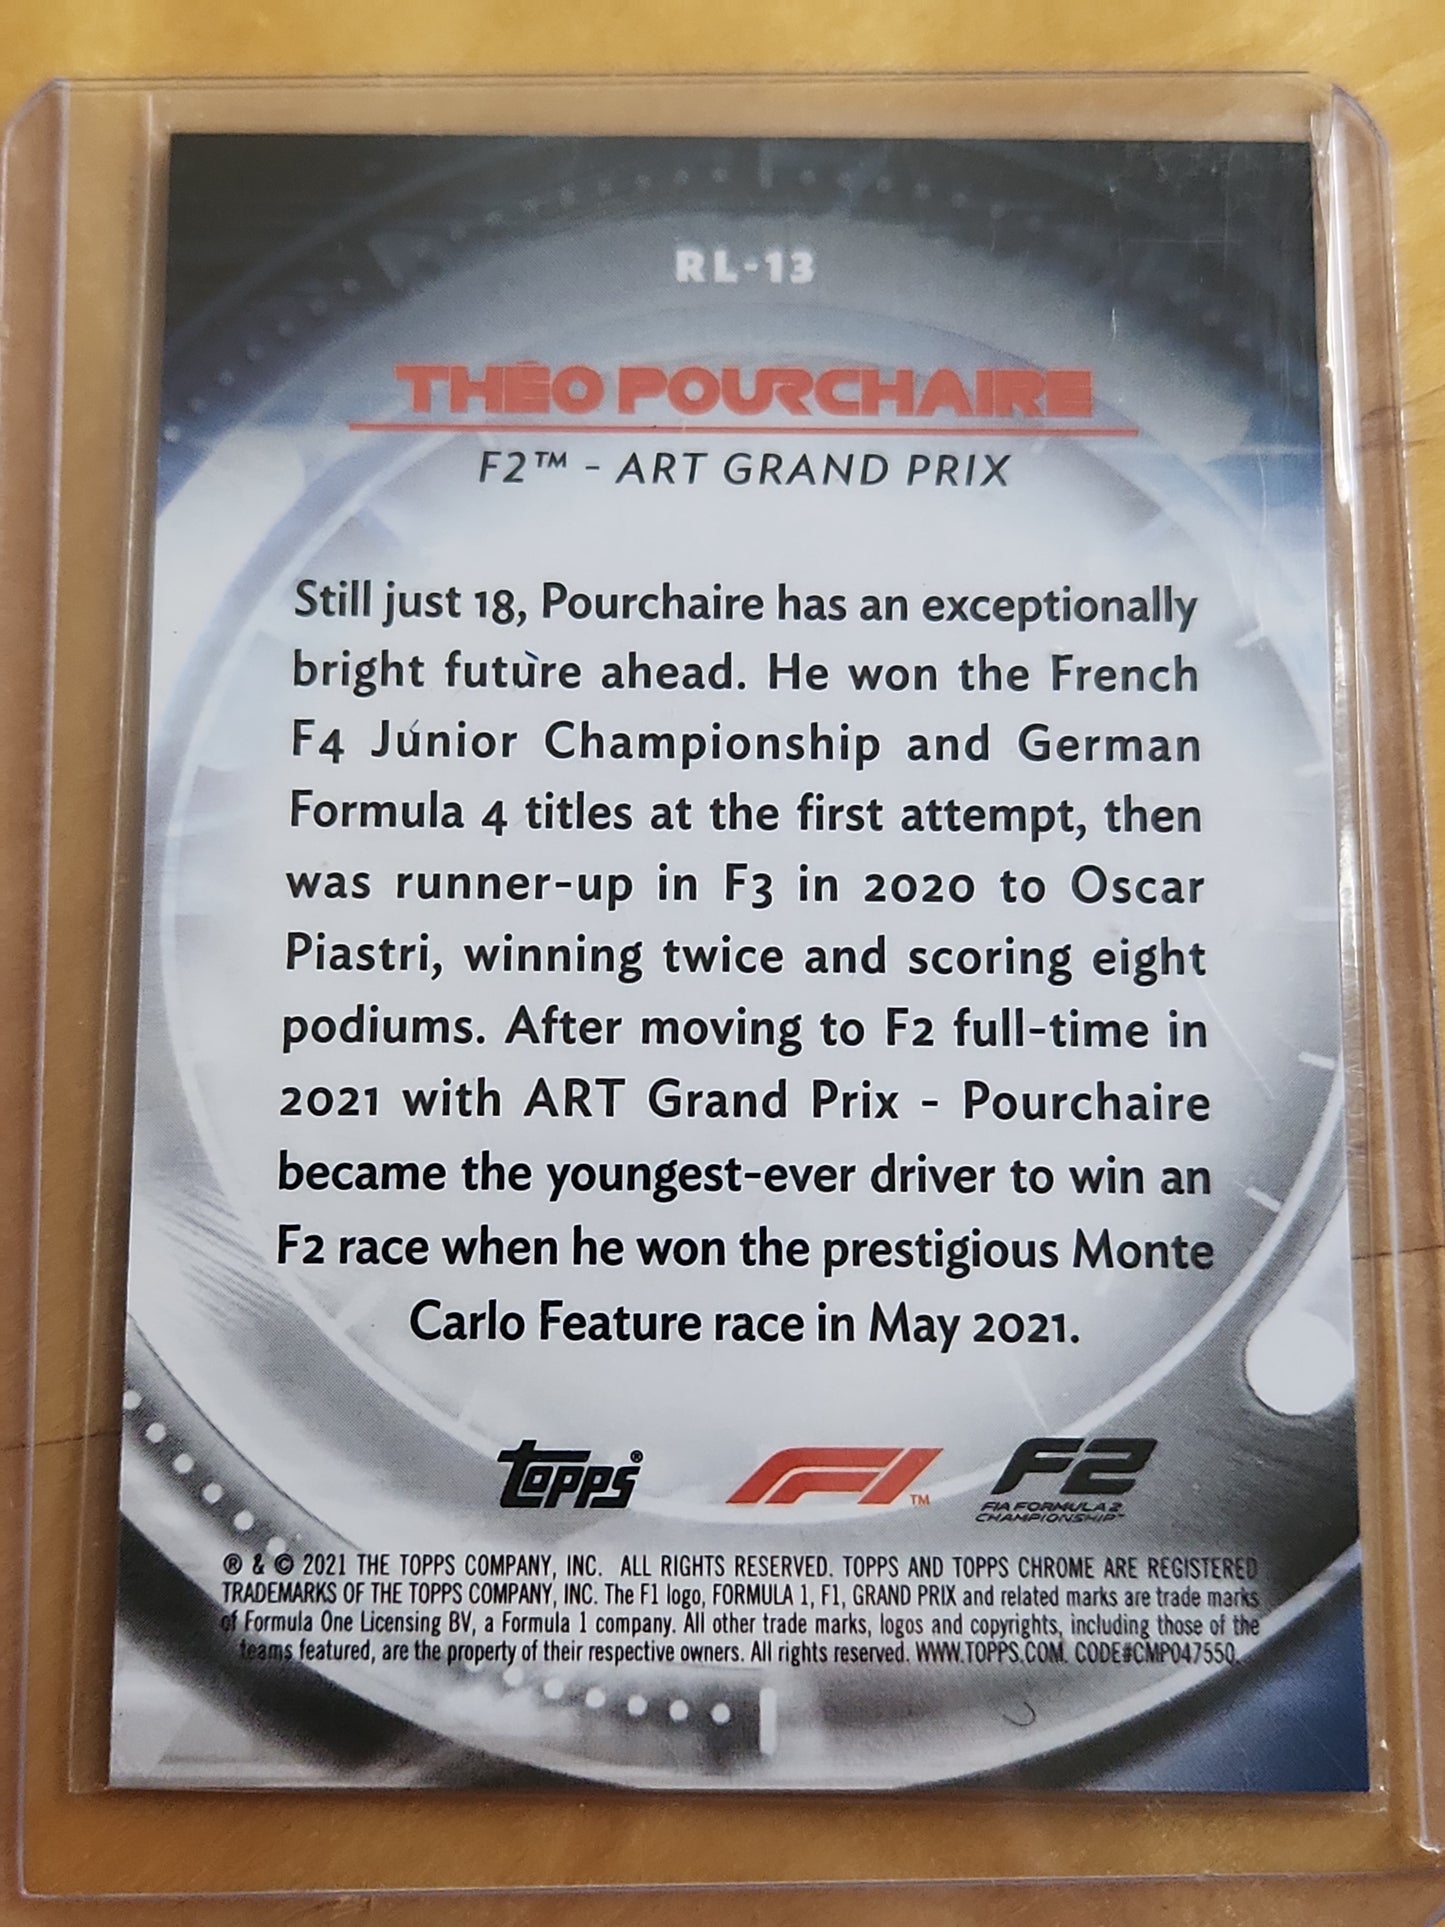 RL-13
THÉO POURCHAIRE
F2™ - ART GRAND PRIX
Still just 18, Pourchaire has an exceptionally
bright future ahead. He won the French
F4 Junior Championship and German
Formula 4 titles at the first attempt, then
was runner-up in F3 in 2020 to Oscar
Piastri, winning twice and scoring eight
podiums. After moving to F2 full-time in
2021 with ART Grand Prix - Pourchaire
became the youngest-ever driver to win an
F2 race when he won the prestigious Monte
Carlo Feature race in May 2021.
Topps® F1™ F2
FIA FORMULA 2
CHAMPIONSHIP™
® & © 2021 THE TOPPS COMPANY, INC. ALL RIGHTS RESERVED. TOPPS AND TOPPS CHROME ARE REGISTERED
TRADEMARKS OF THE TOPPS COMPANY, INC. The F1 logo, FORMULA 1, F1, GRAND PRIX and related marks are trade marks
of Formula One Licensing BV, a Formula 1 company. All other trade marks, logos and copyrights, including those of the
teams featured, are the property of their respective owners. All rights reserved. WWW.TOPPS.COM. CODE#CMP047550.